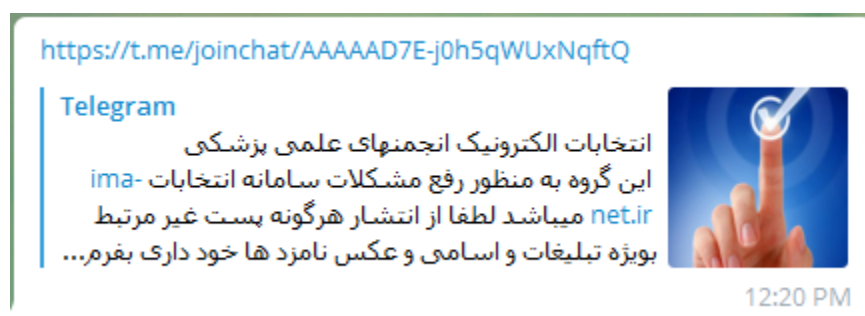 https://t.me/joinchat/AAAAAD7E-j0h5qWUxNqftQ
Telegram
انتخابات الکترونیک انجمنهای علمی پزشکی
این گروه به منظور رفع مشکلات سامانه انتخابات ima-
net.ir میباشد لطفا از انتشار هرگونه پست غیر مرتبط
بویژه تبلیغات و اسامی و عکس نامزد ها خود داری بفرم...
12:20 PM